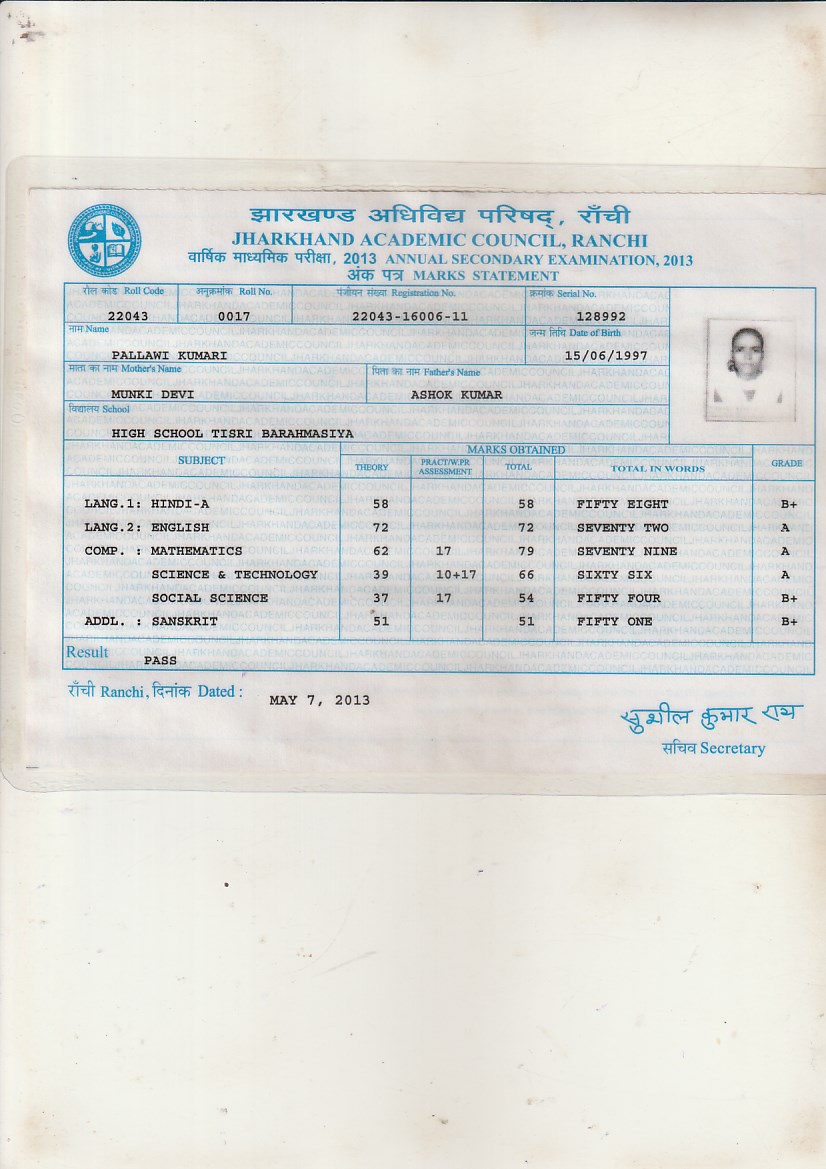 झारखण्ड अधिविद्य परिषद्, राँची
JHARKHAND ACADEMIC COUNCIL, RANCHI
वार्षिक माध्यमिक परीक्षा, 2013 ANNUAL SECONDARY EXAMINATION, 2013
अंक पत्र MARKS STATEMENT
रोल कोड Roll Code अनुक्रमांक Roll No. पंजीयन संख्या Registration No. क्रमांक Serial No.
22043 0017 22043-16006-11 128992
नाम Name जन्म तिथि Date of Birth
PALLAWI KUMARI 15/06/1997
माता का नाम Mother's Name पिता का नाम Father's Name
MUNKI DEVI ASHOK KUMAR
विद्यालय School
HIGH SCHOOL TISRI BARAHMASIYA
MARKS OBTAINED
SUBJECT THEORY PRACT/W.PR ASSESSMENT TOTAL TOTAL IN WORDS GRADE
LANG.1: HINDI-A 58 58 FIFTY EIGHT B+
LANG.2: ENGLISH 72 72 SEVENTY TWO A
COMP. : MATHEMATICS 62 17 79 SEVENTY NINE A
SCIENCE & TECHNOLOGY 39 10+17 66 SIXTY SIX A
SOCIAL SCIENCE 37 17 54 FIFTY FOUR B+
ADDL. : SANSKRIT 51 51 FIFTY ONE B+
Result
PASS
राँची Ranchi, दिनांक Dated :
MAY 7, 2013
सुशील कुमार राय
सचिव Secretary